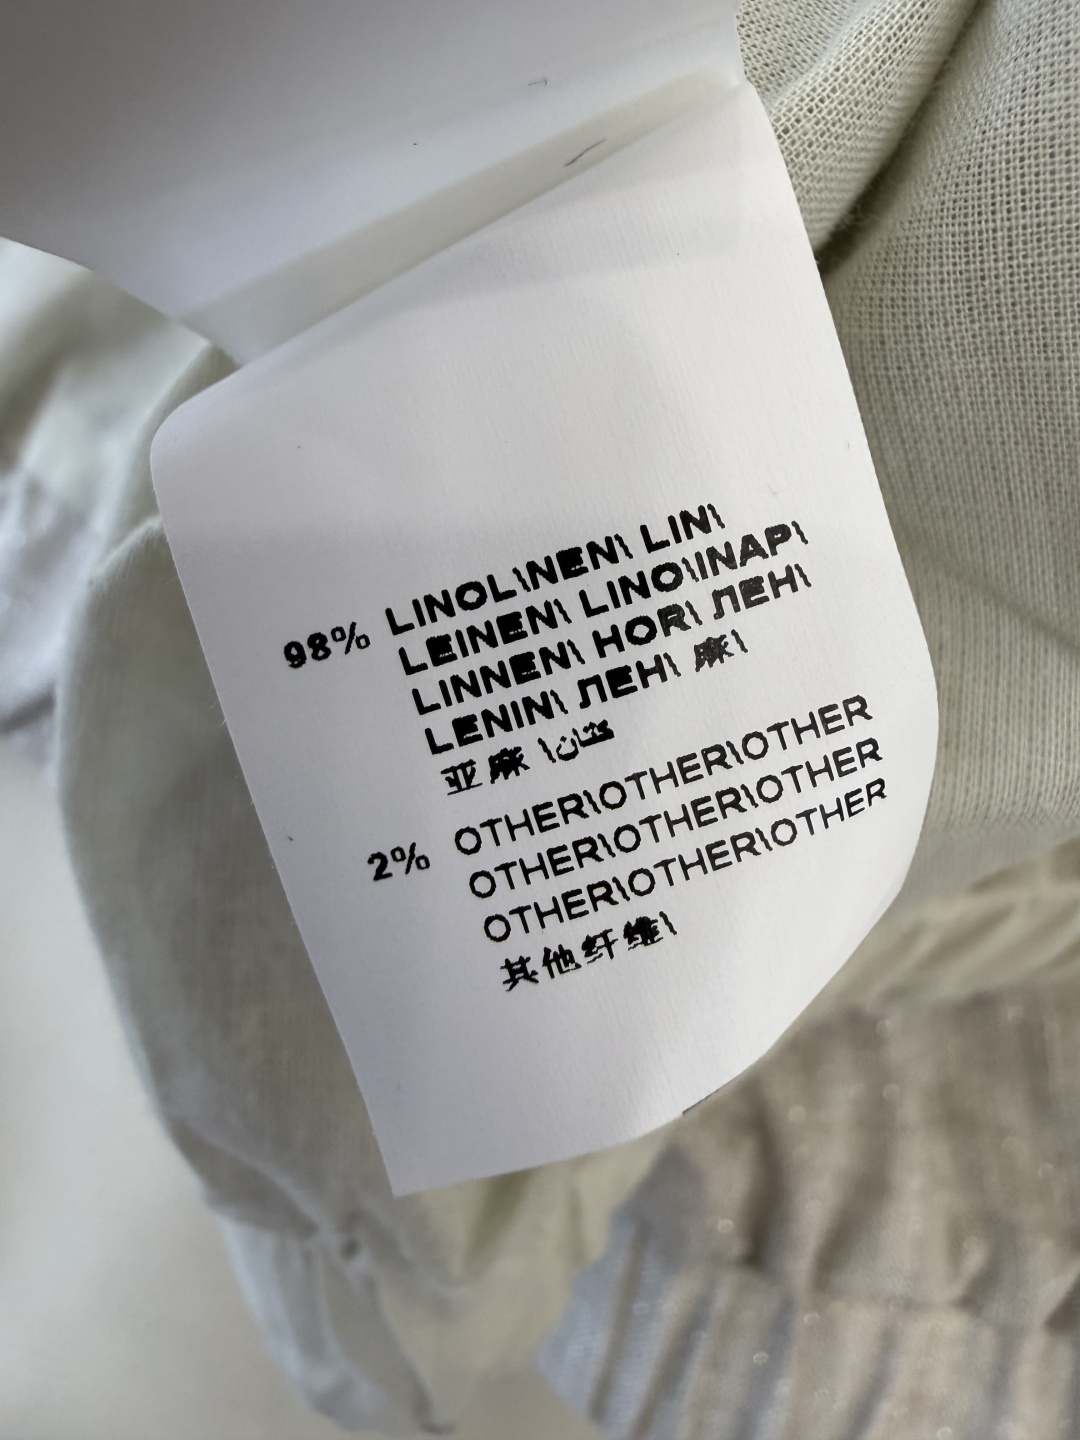 98% LINOL\NEN\ LIN\
LEINEN\ LINO\INAP\
LINNEN\ HOR\ ЛЕН\
LENIN\ ЛЕН\ 麻\
亚麻 \
2% OTHER\OTHER\OTHER
OTHER\OTHER\OTHER
OTHER\OTHER\OTHER
其他纤维\